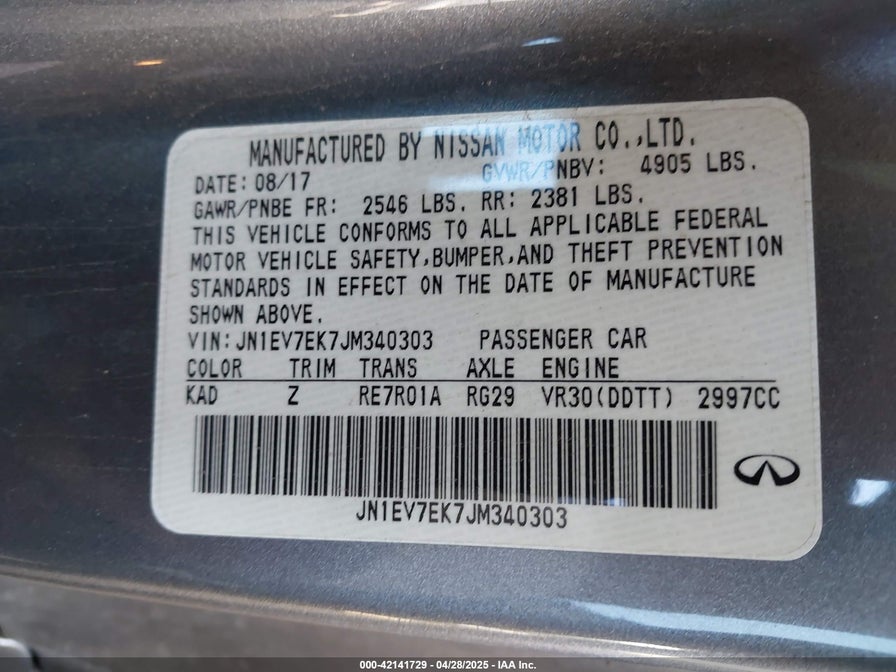 MANUFACTURED BY NISSAN MOTOR CO.,LTD.
DATE: 08/17 GVWR/PNBV: 4905 LBS.
GAWR/PNBE FR: 2546 LBS. RR: 2381 LBS.
THIS VEHICLE CONFORMS TO ALL APPLICABLE FEDERAL
MOTOR VEHICLE SAFETY,BUMPER,AND THEFT PREVENTION
STANDARDS IN EFFECT ON THE DATE OF MANUFACTURE
SHOWN ABOVE.
VIN: JN1EV7EK7JM340303 PASSENGER CAR
COLOR TRIM TRANS AXLE ENGINE
KAD Z RE7R01A RG29 VR30(DDTT) 2997CC
JN1EV7EK7JM340303
000-42141729 - 04/28/2025 - IAA Inc.